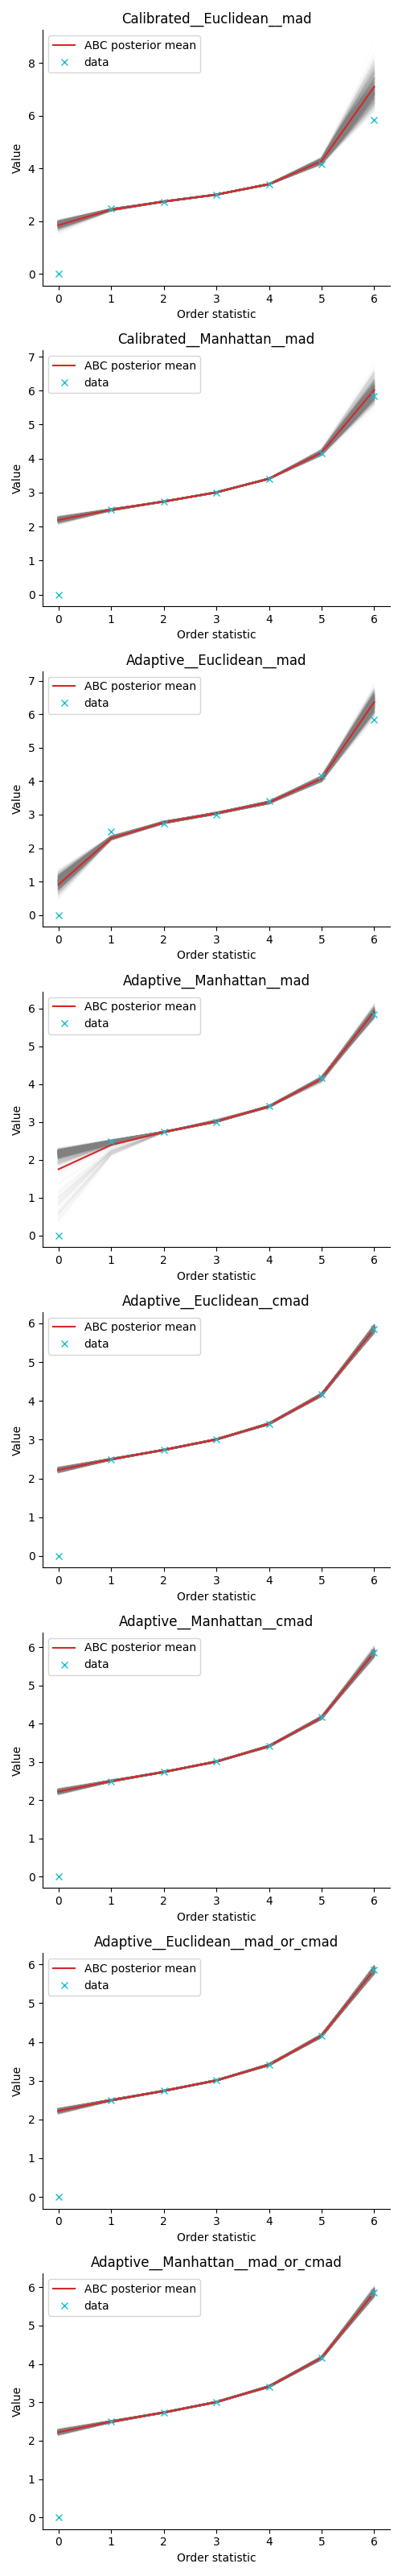 Calibrated__Euclidean__mad
ABC posterior mean
data
8
6
4
2
0
Value
0 1 2 3 4 5 6
Order statistic
Calibrated__Manhattan__mad
ABC posterior mean
data
7
6
5
4
3
2
1
0
Value
0 1 2 3 4 5 6
Order statistic
Adaptive__Euclidean__mad
ABC posterior mean
data
7
6
5
4
3
2
1
0
Value
0 1 2 3 4 5 6
Order statistic
Adaptive__Manhattan__mad
ABC posterior mean
data
6
5
4
3
2
1
0
Value
0 1 2 3 4 5 6
Order statistic
Adaptive__Euclidean__cmad
ABC posterior mean
data
6
5
4
3
2
1
0
Value
0 1 2 3 4 5 6
Order statistic
Adaptive__Manhattan__cmad
ABC posterior mean
data
6
5
4
3
2
1
0
Value
0 1 2 3 4 5 6
Order statistic
Adaptive__Euclidean__mad_or_cmad
ABC posterior mean
data
6
5
4
3
2
1
0
Value
0 1 2 3 4 5 6
Order statistic
Adaptive__Manhattan__mad_or_cmad
ABC posterior mean
data
6
5
4
3
2
1
0
Value
0 1 2 3 4 5 6
Order statistic